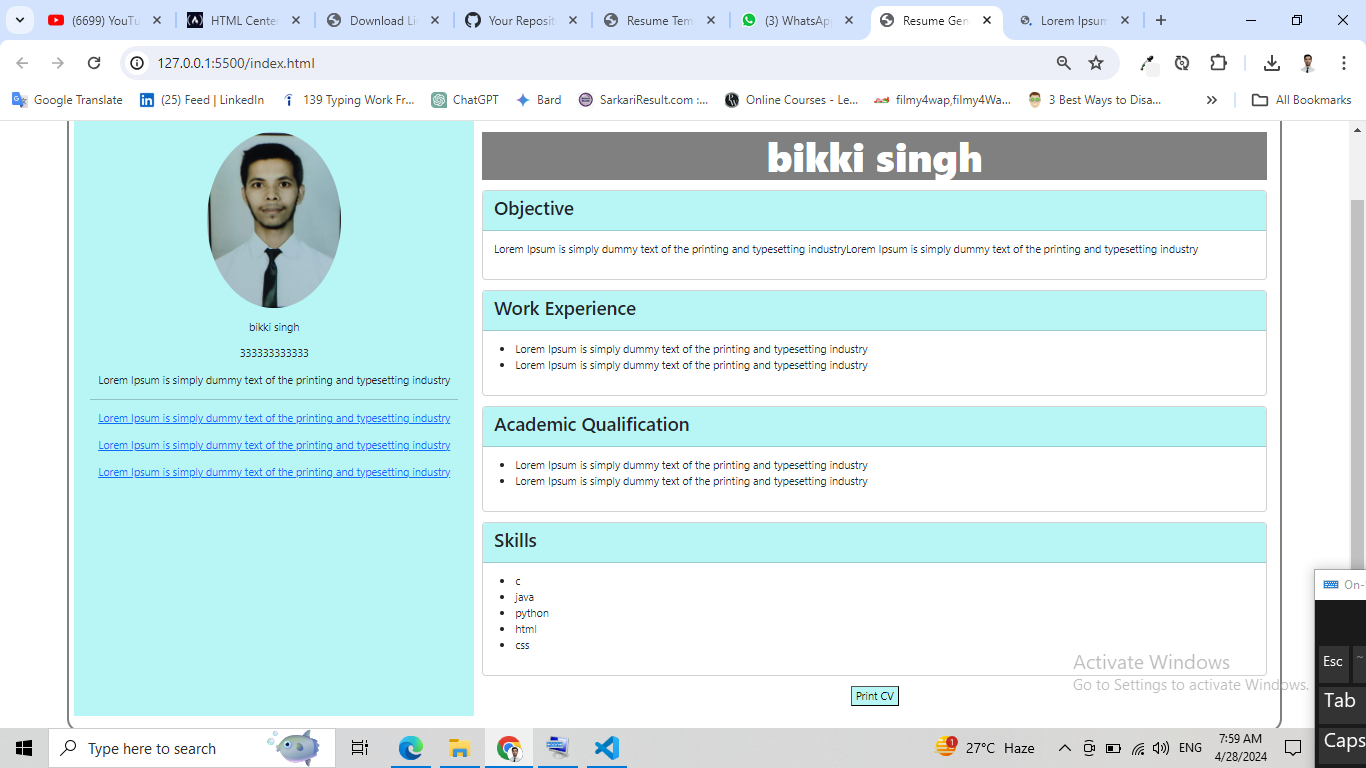 (6699) YouTu
HTML Cente
Download Li
Your Reposit
Resume Tem
(3) WhatsAp
Resume Gen
Lorem Ipsum
127.0.0.1:5500/index.html
Google Translate
(25) Feed | LinkedIn
139 Typing Work Fr...
ChatGPT
Bard
SarkariResult.com :...
Online Courses - Le...
filmy4wap,filmy4Wa...
3 Best Ways to Disa...
All Bookmarks
bikki singh
333333333333
Lorem Ipsum is simply dummy text of the printing and typesetting industry
Lorem Ipsum is simply dummy text of the printing and typesetting industry
Lorem Ipsum is simply dummy text of the printing and typesetting industry
Lorem Ipsum is simply dummy text of the printing and typesetting industry
bikki singh
Objective
Lorem Ipsum is simply dummy text of the printing and typesetting industryLorem Ipsum is simply dummy text of the printing and typesetting industry
Work Experience
Lorem Ipsum is simply dummy text of the printing and typesetting industry
Lorem Ipsum is simply dummy text of the printing and typesetting industry
Academic Qualification
Lorem Ipsum is simply dummy text of the printing and typesetting industry
Lorem Ipsum is simply dummy text of the printing and typesetting industry
Skills
c
java
python
html
css
Print CV
Activate Windows
Go to Settings to activate Windows.
On-
Esc
~
Tab
Caps
Type here to search
1
27°C Haze
ENG
7:59 AM
4/28/2024